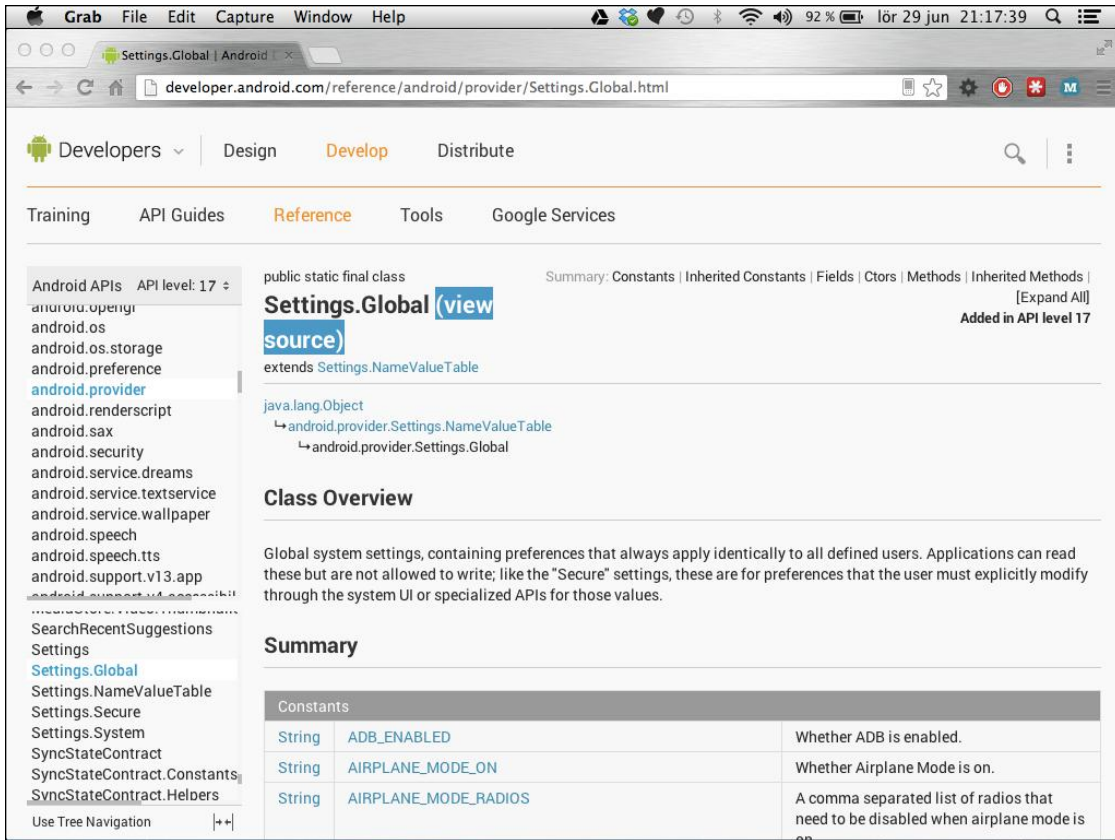 Grab File Edit Capture Window Help 92 % lör 29 jun 21:17:39
Settings.Global | Android
developer.android.com/reference/android/provider/Settings.Global.html M
Developers Design Develop Distribute
Training API Guides Reference Tools Google Services
Android APIs API level: 17
android.opengl
android.os
android.os.storage
android.preference
android.provider
android.renderscript
android.sax
android.security
android.service.dreams
android.service.textservice
android.service.wallpaper
android.speech
android.speech.tts
android.support.v13.app
SearchRecentSuggestions
Settings
Settings.Global
Settings.NameValueTable
Settings.Secure
Settings.System
SyncStateContract
SyncStateContract.Constants
SyncStateContract.Helpers
Use Tree Navigation
public static final class
Settings.Global (view
source)
extends Settings.NameValueTable
Summary: Constants | Inherited Constants | Fields | Ctors | Methods | Inherited Methods |
[Expand All]
Added in API level 17
java.lang.Object
↳android.provider.Settings.NameValueTable
↳android.provider.Settings.Global
Class Overview
Global system settings, containing preferences that always apply identically to all defined users. Applications can read
these but are not allowed to write; like the "Secure" settings, these are for preferences that the user must explicitly modify
through the system UI or specialized APIs for those values.
Summary
Constants
String ADB_ENABLED Whether ADB is enabled.
String AIRPLANE_MODE_ON Whether Airplane Mode is on.
String AIRPLANE_MODE_RADIOS A comma separated list of radios that
need to be disabled when airplane mode is